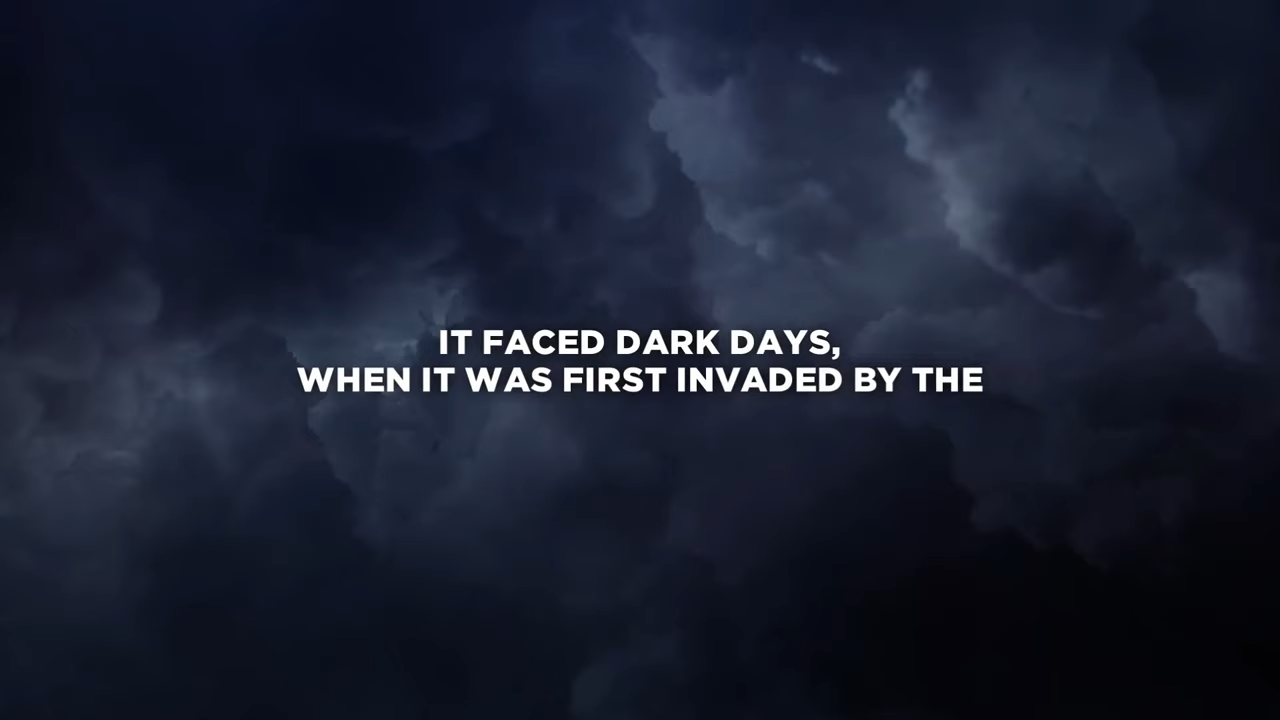 IT FACED DARK DAYS,
WHEN IT WAS FIRST INVADED BY THE